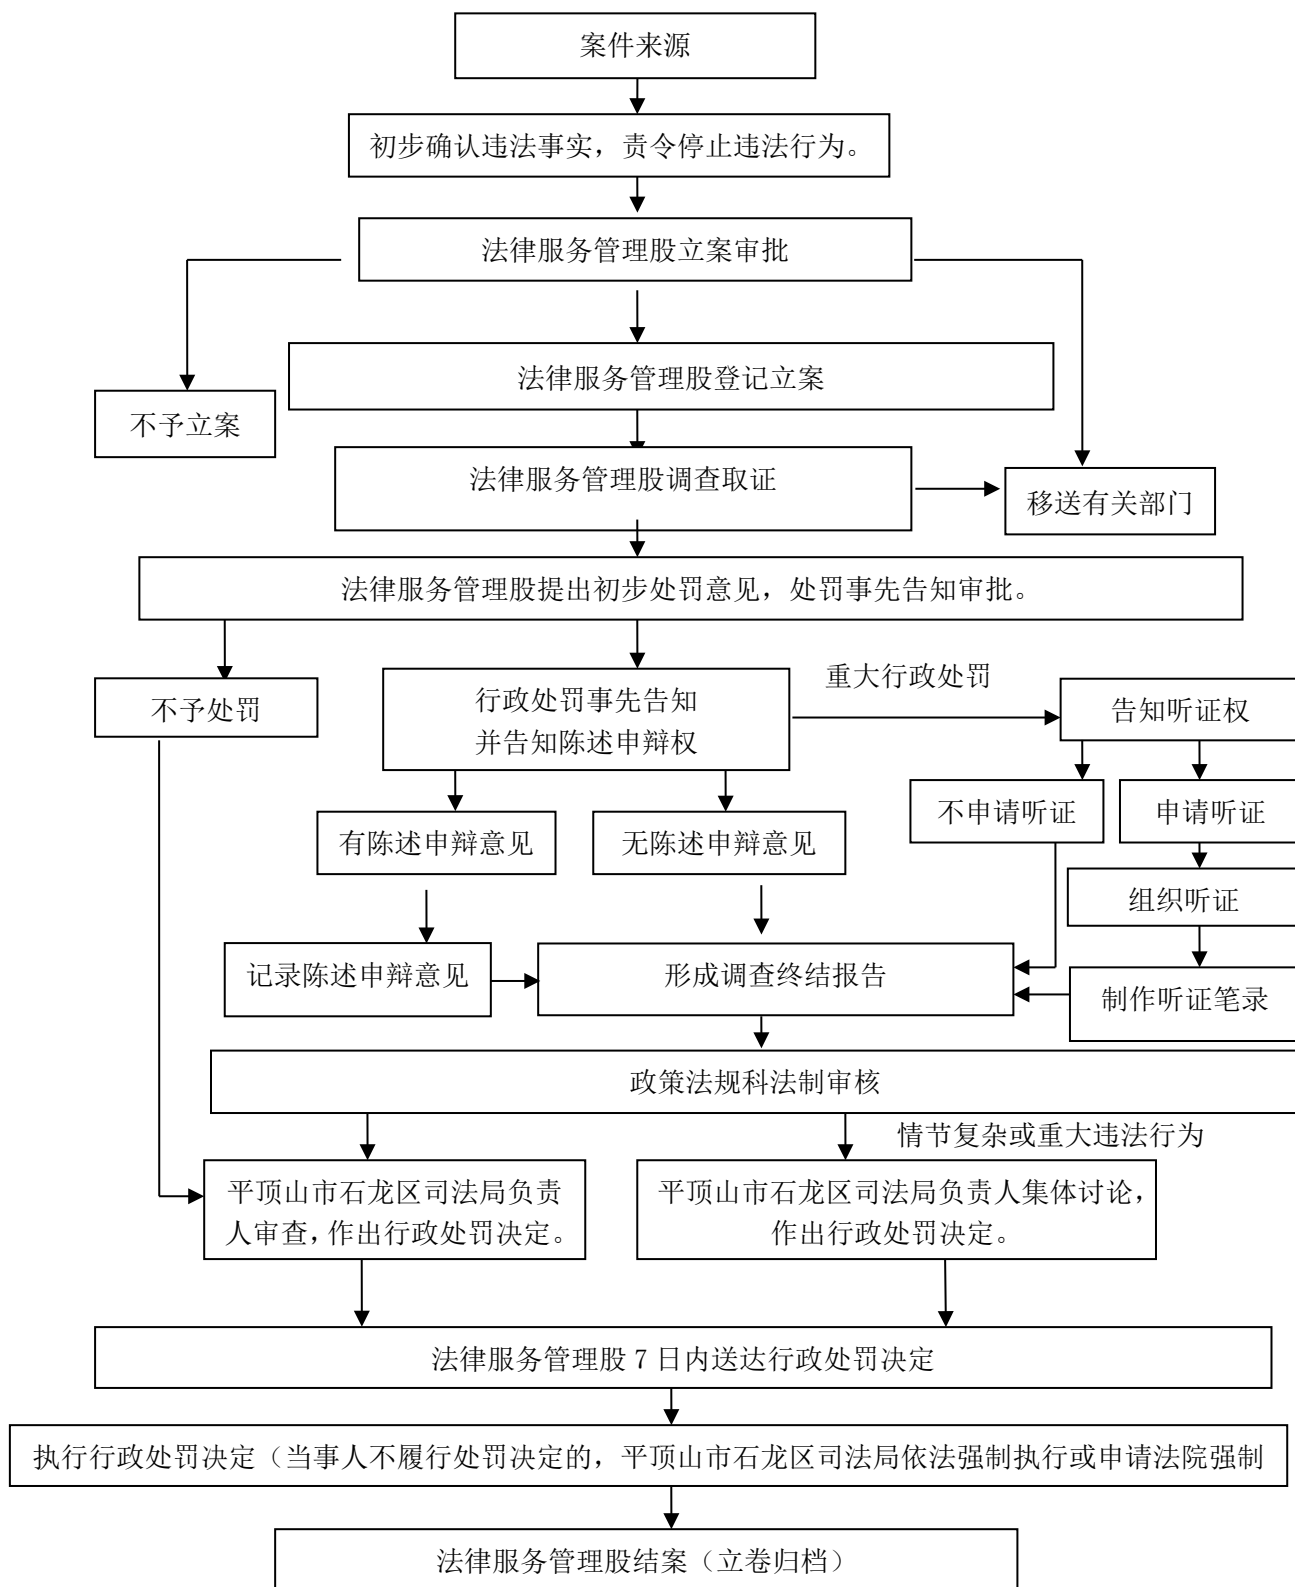 案件来源
初步确认违法事实，责令停止违法行为。
法律服务管理股立案审批
法律服务管理股登记立案
不予立案
法律服务管理股调查取证
移送有关部门
法律服务管理股提出初步处罚意见，处罚事先告知审批。
重大行政处罚
不予处罚
行政处罚事先告知
并告知陈述申辩权
告知听证权
不申请听证
申请听证
有陈述申辩意见
无陈述申辩意见
组织听证
记录陈述申辩意见
形成调查终结报告
制作听证笔录
政策法规科法制审核
情节复杂或重大违法行为
平顶山市石龙区司法局负责
人审查，作出行政处罚决定。
平顶山市石龙区司法局负责人集体讨论，
作出行政处罚决定。
法律服务管理股 7 日内送达行政处罚决定
执行行政处罚决定（当事人不履行处罚决定的，平顶山市石龙区司法局依法强制执行或申请法院强制
法律服务管理股结案（立卷归档）